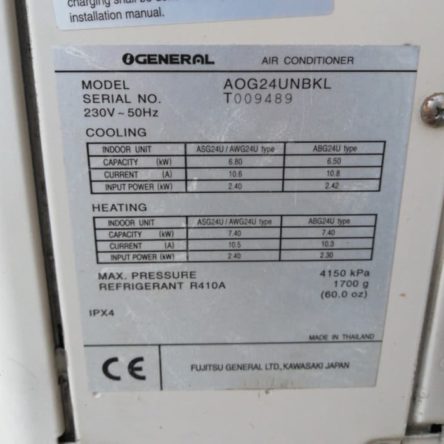 charging shall be
installation manual.
GENERAL AIR CONDITIONER
MODEL AOG24UNBKL
SERIAL NO. T009489
230V ~ 50Hz
COOLING
INDOOR UNIT ASG24U / AWG24U type ABG24U type
CAPACITY (kW) 6.80 6.50
CURRENT (A) 10.6 10.8
INPUT POWER (kW) 2.40 2.42
HEATING
INDOOR UNIT ASG24U / AWG24U type ABG24U type
CAPACITY (kW) 7.40 7.40
CURRENT (A) 10.5 10.3
INPUT POWER (kW) 2.40 2.30
MAX. PRESSURE 4150 kPa
REFRIGERANT R410A 1700 g
(60.0 oz)
IPX4
MADE IN THAILAND
CE FUJITSU GENERAL LTD., KAWASAKI JAPAN